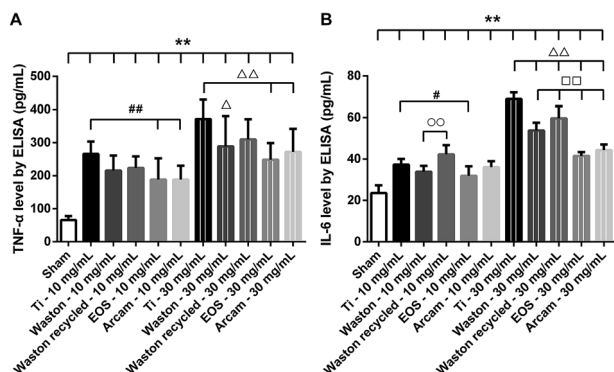 A
**
TNF-α level by ELISA (pg/mL)
500
400
300
200
100
0
##
△△
△
Sham
Ti - 10 mg/mL
Waston - 10 mg/mL
Waston recycled - 10 mg/mL
EOS - 10 mg/mL
Arcam - 10 mg/mL
Ti - 30 mg/mL
Waston - 30 mg/mL
Waston recycled - 30 mg/mL
EOS - 30 mg/mL
Arcam - 30 mg/mL
B
**
IL-6 level by ELISA (pg/mL)
80
60
40
20
0
#
○○
△△
□□
Sham
Ti - 10 mg/mL
Waston - 10 mg/mL
Waston recycled - 10 mg/mL
EOS - 10 mg/mL
Arcam - 10 mg/mL
Ti - 30 mg/mL
Waston - 30 mg/mL
Waston recycled - 30 mg/mL
EOS - 30 mg/mL
Arcam - 30 mg/mL